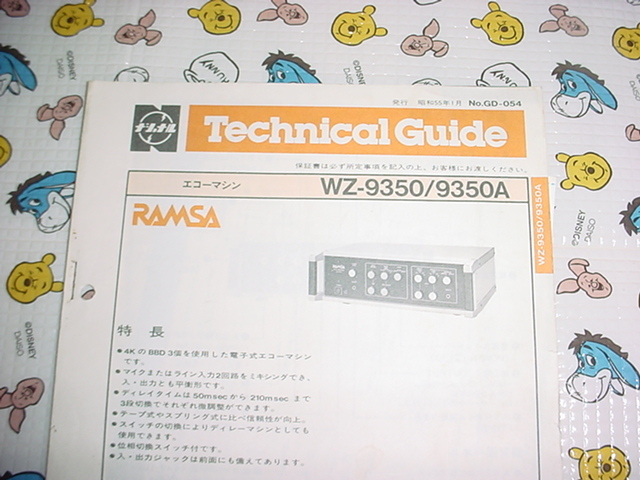 発行 昭和55年1月 No.GD-054
ナショナル
Technical Guide
保証書は必ず所定事項を記入の上、お客様にお渡しください。
エコーマシン WZ-9350/9350A
WZ-9350/9350A
RAMSA
特長
●4KのBBD3個を使用した電子式エコーマシン
です。
●マイクまたはライン入力2回路をミキシングでき、
入・出力とも平衡形です。
●ディレイタイムは50msecから210msecまで
3段切換でそれぞれ微調整ができます。
●テープ式やスプリング式に比べ信頼性が向上。
●スイッチの切換によりディレーマシンとしても
使用できます。
●位相切換スイッチ付です。
●入・出力ジャックは前面にも備えてあります。
©DISNEY
DAISO
©DISNEY
DAISO
©DISNEY
DAISO
©DISNEY
DAISO